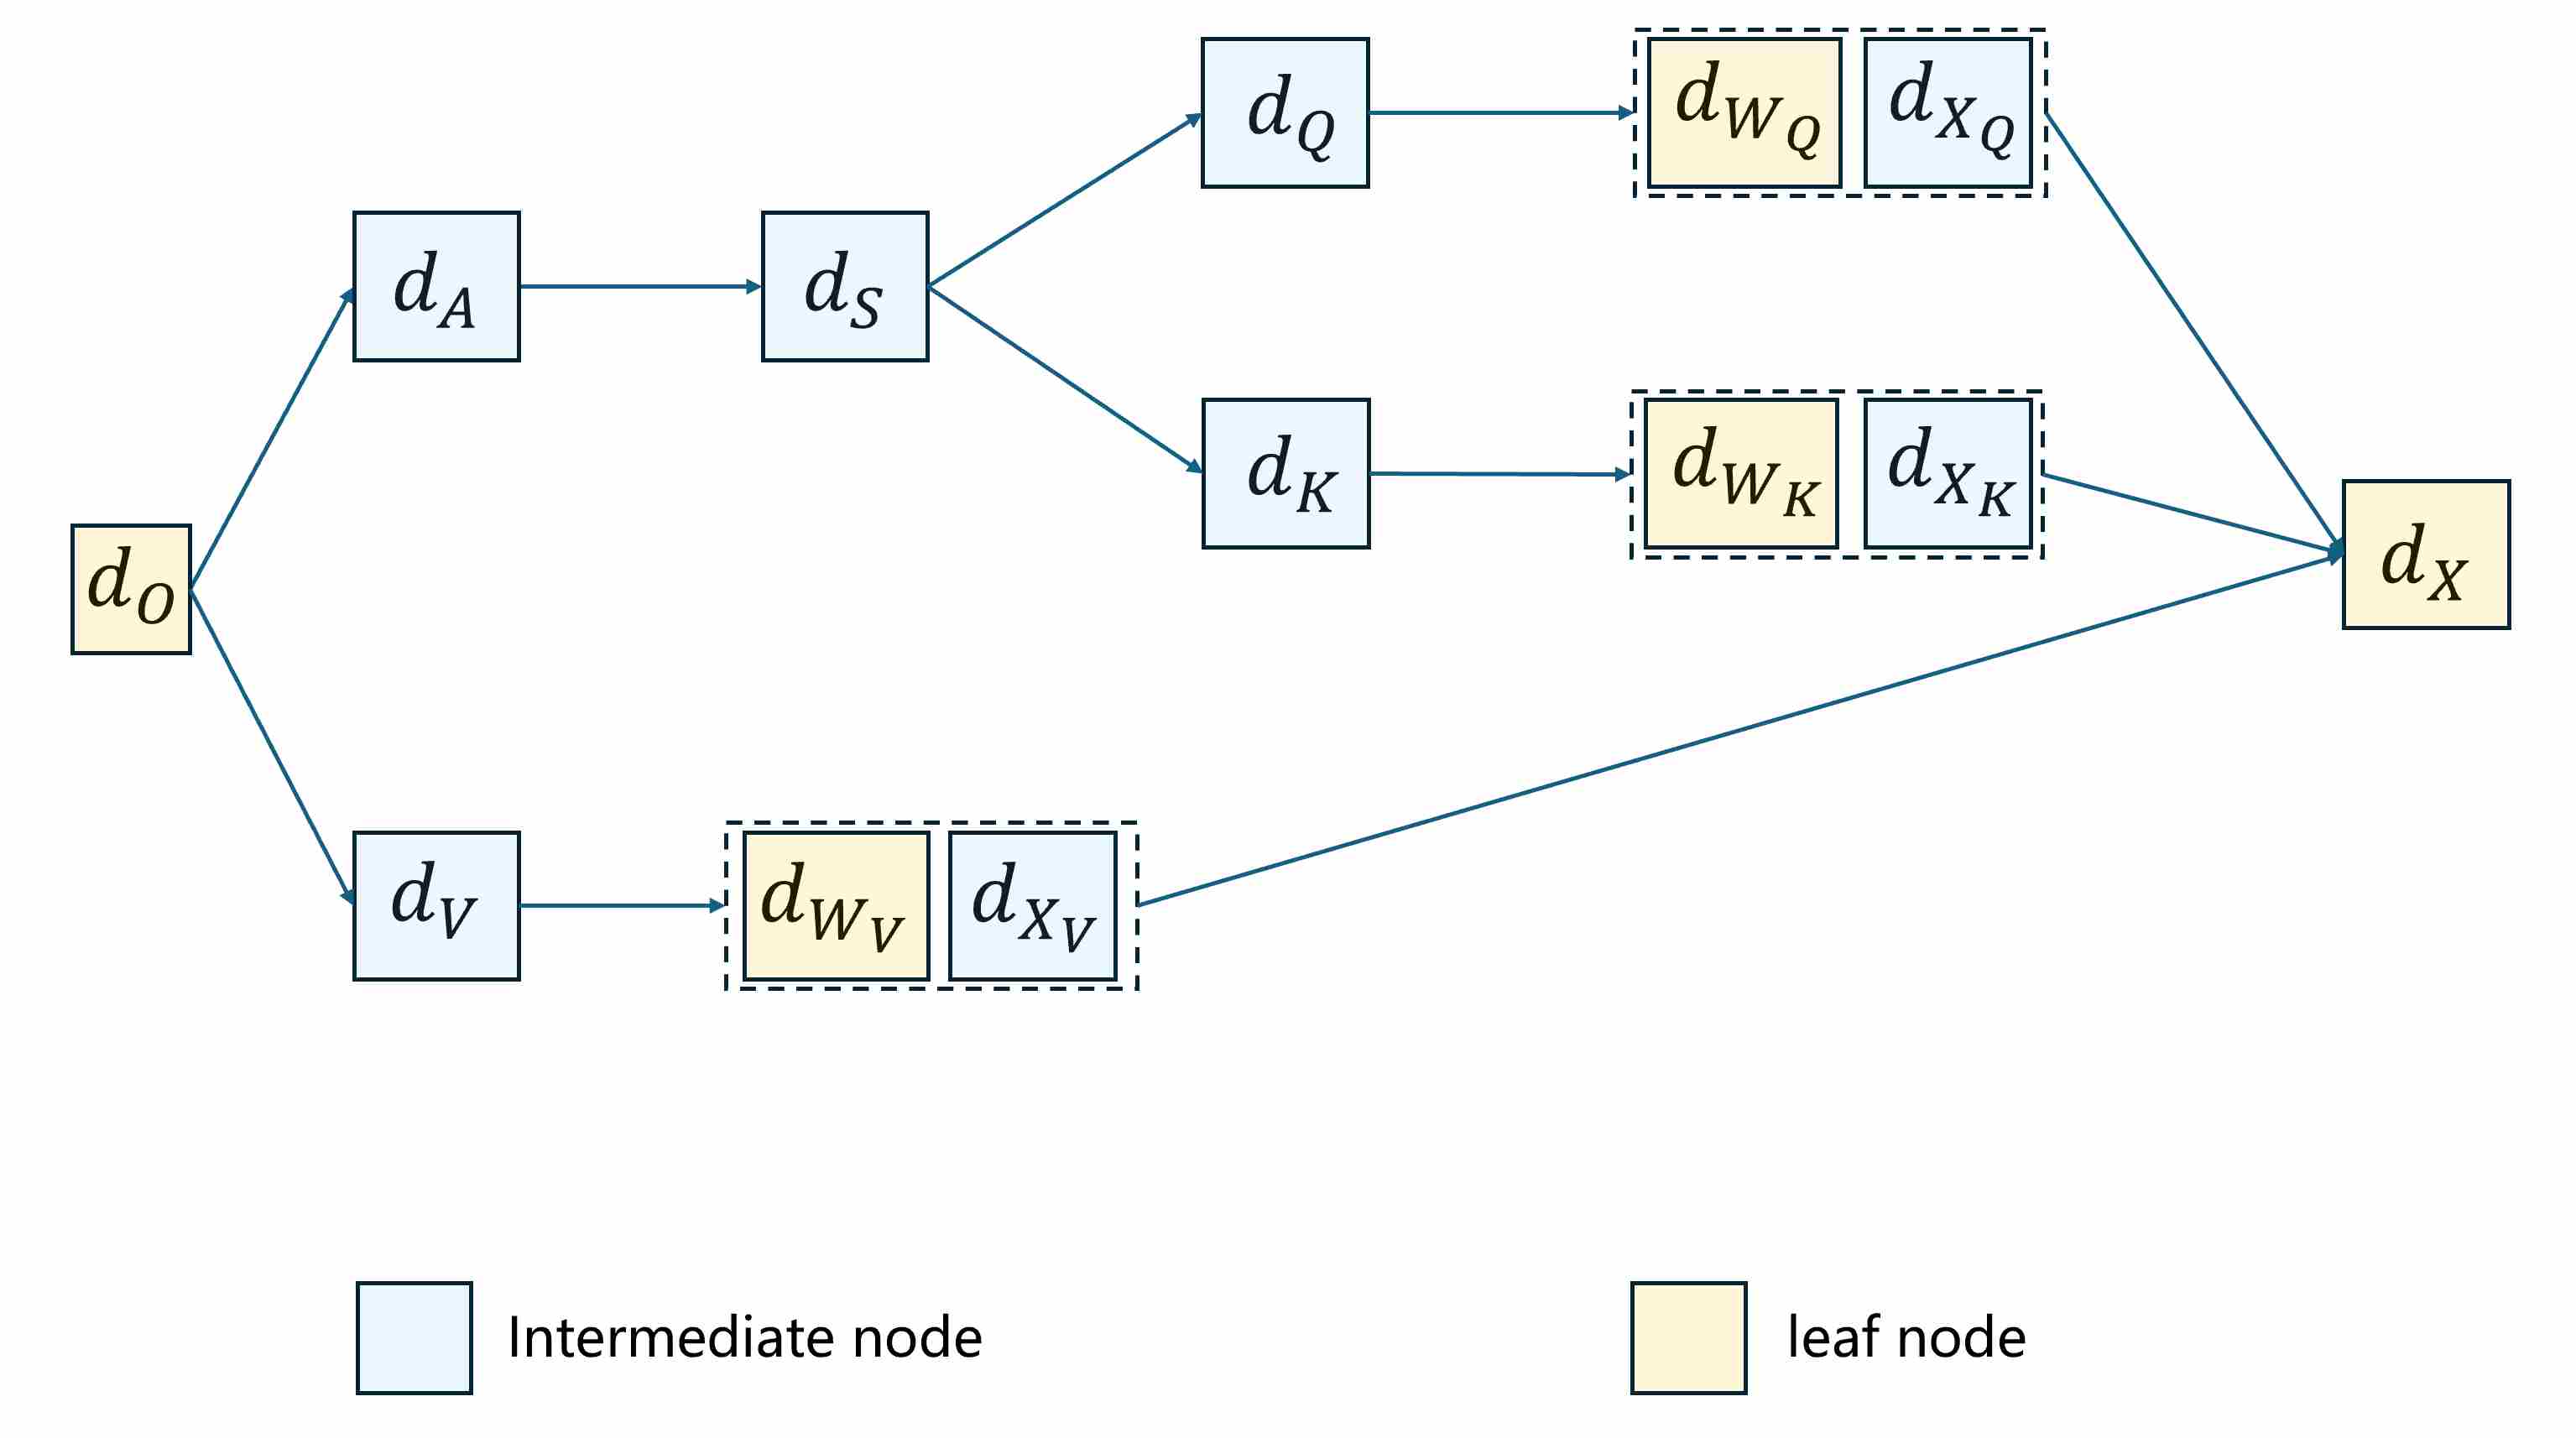 d_Q
d_{W_Q}
d_{X_Q}
d_A
d_S
d_K
d_{W_K}
d_{X_K}
d_O
d_X
d_V
d_{W_V}
d_{X_V}
Intermediate node
leaf node